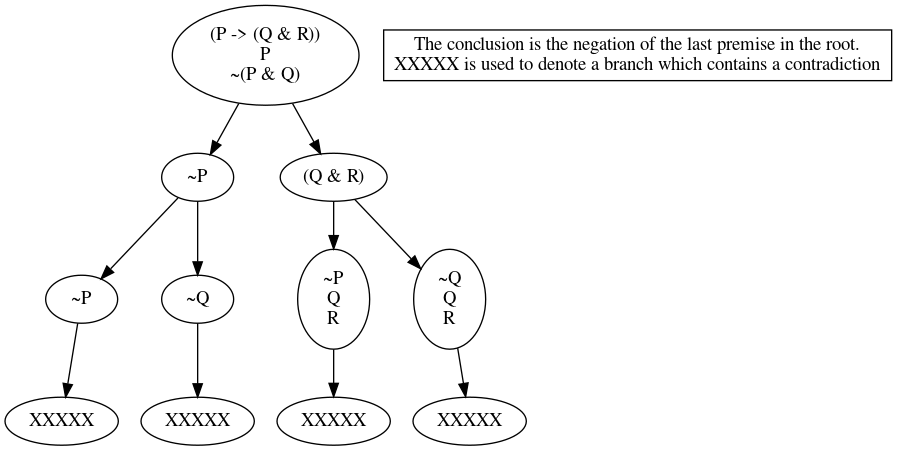 (P -> (Q & R))
P
~(P & Q)
The conclusion is the negation of the last premise in the root.
XXXXX is used to denote a branch which contains a contradiction
~P
(Q & R)
~P
~Q
~P
Q
R
~Q
Q
R
XXXXX
XXXXX
XXXXX
XXXXX